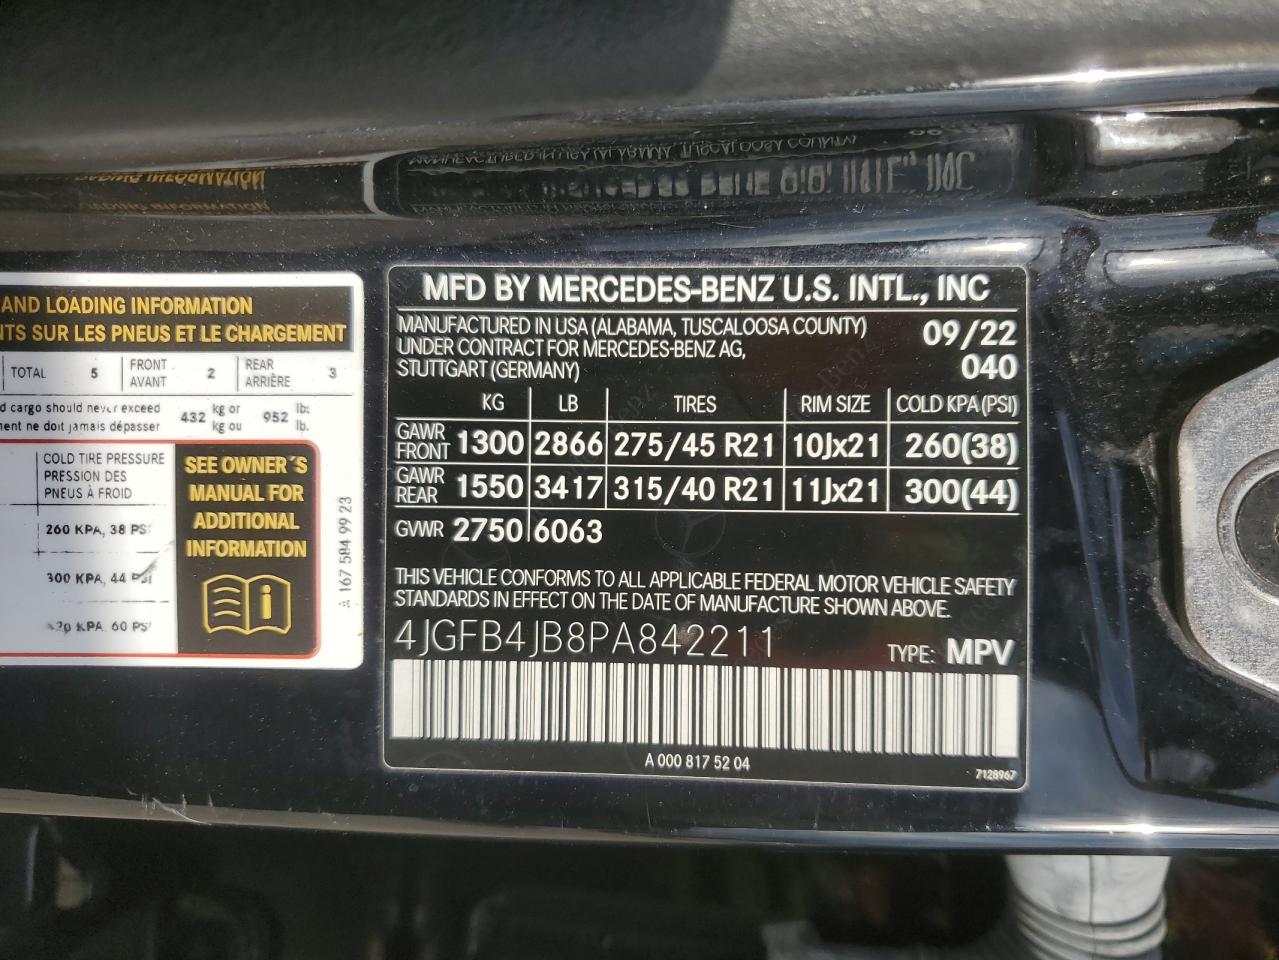 AND LOADING INFORMATION
NTS SUR LES PNEUS ET LE CHARGEMENT
TOTAL 5 FRONT AVANT 2 REAR ARRIÈRE 3
d cargo should never exceed 432 kg or 952 lb:
ment ne doit jamais dépasser kg ou lb.
COLD TIRE PRESSURE
PRESSION DES
PNEUS À FROID
260 KPA, 38 PSI
300 KPA, 44 PSI
420 KPA, 60 PSI
SEE OWNER´S
MANUAL FOR
ADDITIONAL
INFORMATION
A 167 584 99 23
MFD BY MERCEDES-BENZ U.S. INTL., INC
MANUFACTURED IN USA (ALABAMA, TUSCALOOSA COUNTY) 09/22
UNDER CONTRACT FOR MERCEDES-BENZ AG,
STUTTGART (GERMANY) 040
KG LB TIRES RIM SIZE COLD KPA(PSI)
GAWR FRONT 1300 2866 275/45 R21 10Jx21 260(38)
GAWR REAR 1550 3417 315/40 R21 11Jx21 300(44)
GVWR 2750 6063
THIS VEHICLE CONFORMS TO ALL APPLICABLE FEDERAL MOTOR VEHICLE SAFETY
STANDARDS IN EFFECT ON THE DATE OF MANUFACTURE SHOWN ABOVE.
4JGFB4JB8PA842211 TYPE: MPV
A 000 817 52 04
7128967